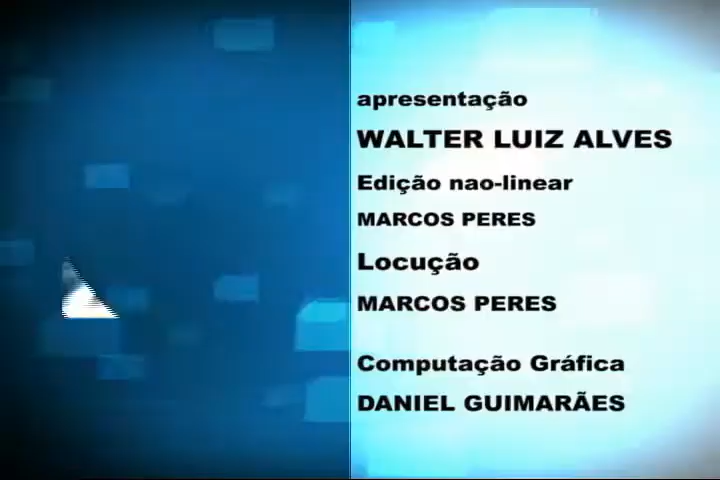 apresentação
WALTER LUIZ ALVES
Edição nao-linear
MARCOS PERES
Locução
MARCOS PERES
Computação Gráfica
DANIEL GUIMARÃES